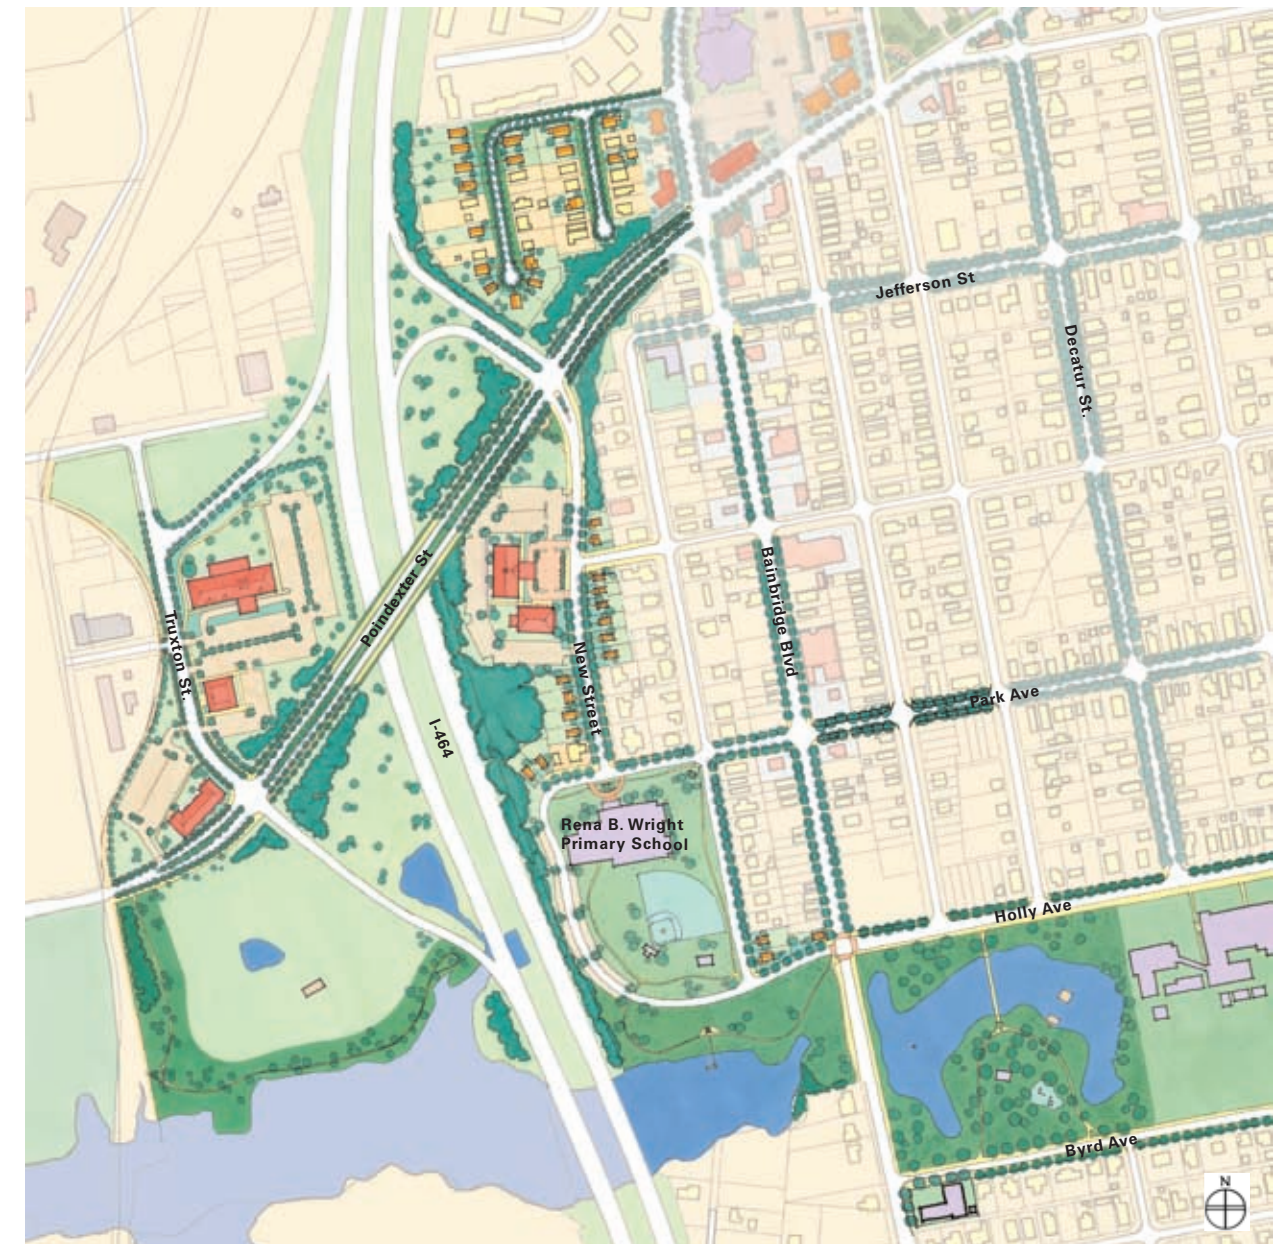 Jefferson St
Decatur St.
Poindexter St
Bainbridge Blvd
Truxton St.
New Street
Park Ave
I-464
Rena B. Wright
Primary School
Holly Ave
Byrd Ave
N